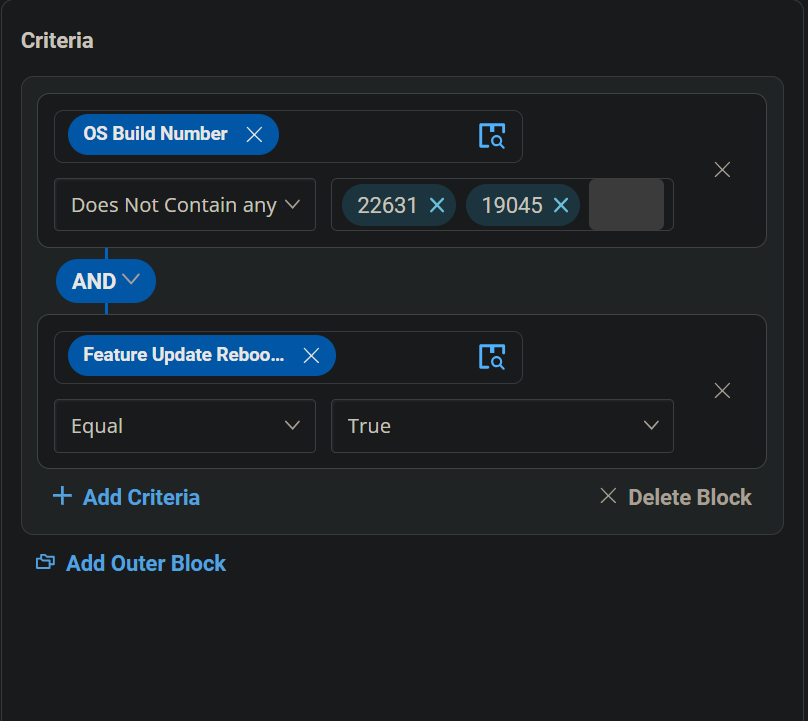 Criteria
OS Build Number
Does Not Contain any
22631 19045
AND
Feature Update Reboo...
Equal
True
Add Criteria
Delete Block
Add Outer Block